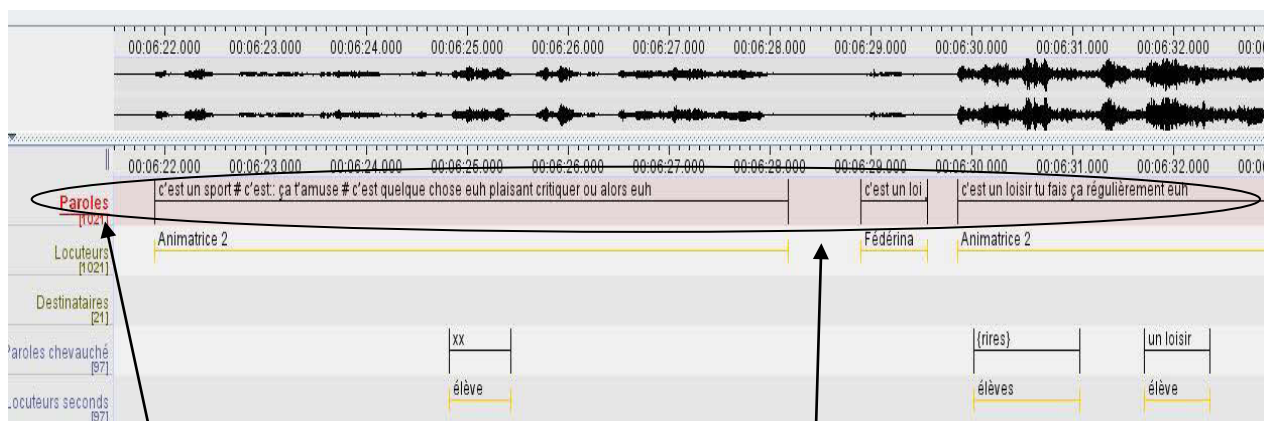 00:06:22.000 00:06:23.000 00:06:24.000 00:06:25.000 00:06:26.000 00:06:27.000 00:06:28.000 00:06:29.000 00:06:30.000 00:06:31.000 00:06:32.000 00:0
00:06:22.000 00:06:23.000 00:06:24.000 00:06:25.000 00:06:26.000 00:06:27.000 00:06:28.000 00:06:29.000 00:06:30.000 00:06:31.000 00:06:32.000 00:0
Paroles c'est un sport # c'est:: ça t'amuse # c'est quelque chose euh plaisant critiquer ou alors euh c'est un loi c'est un loisir tu fais ça régulièrement euh
[1021]
Locuteurs Animatrice 2 Fédérina Animatrice 2
[1021]
Destinataires
[21]
Paroles chevauché xx {rires} un loisir
[97]
Locuteurs seconds élève élèves élève
[97]